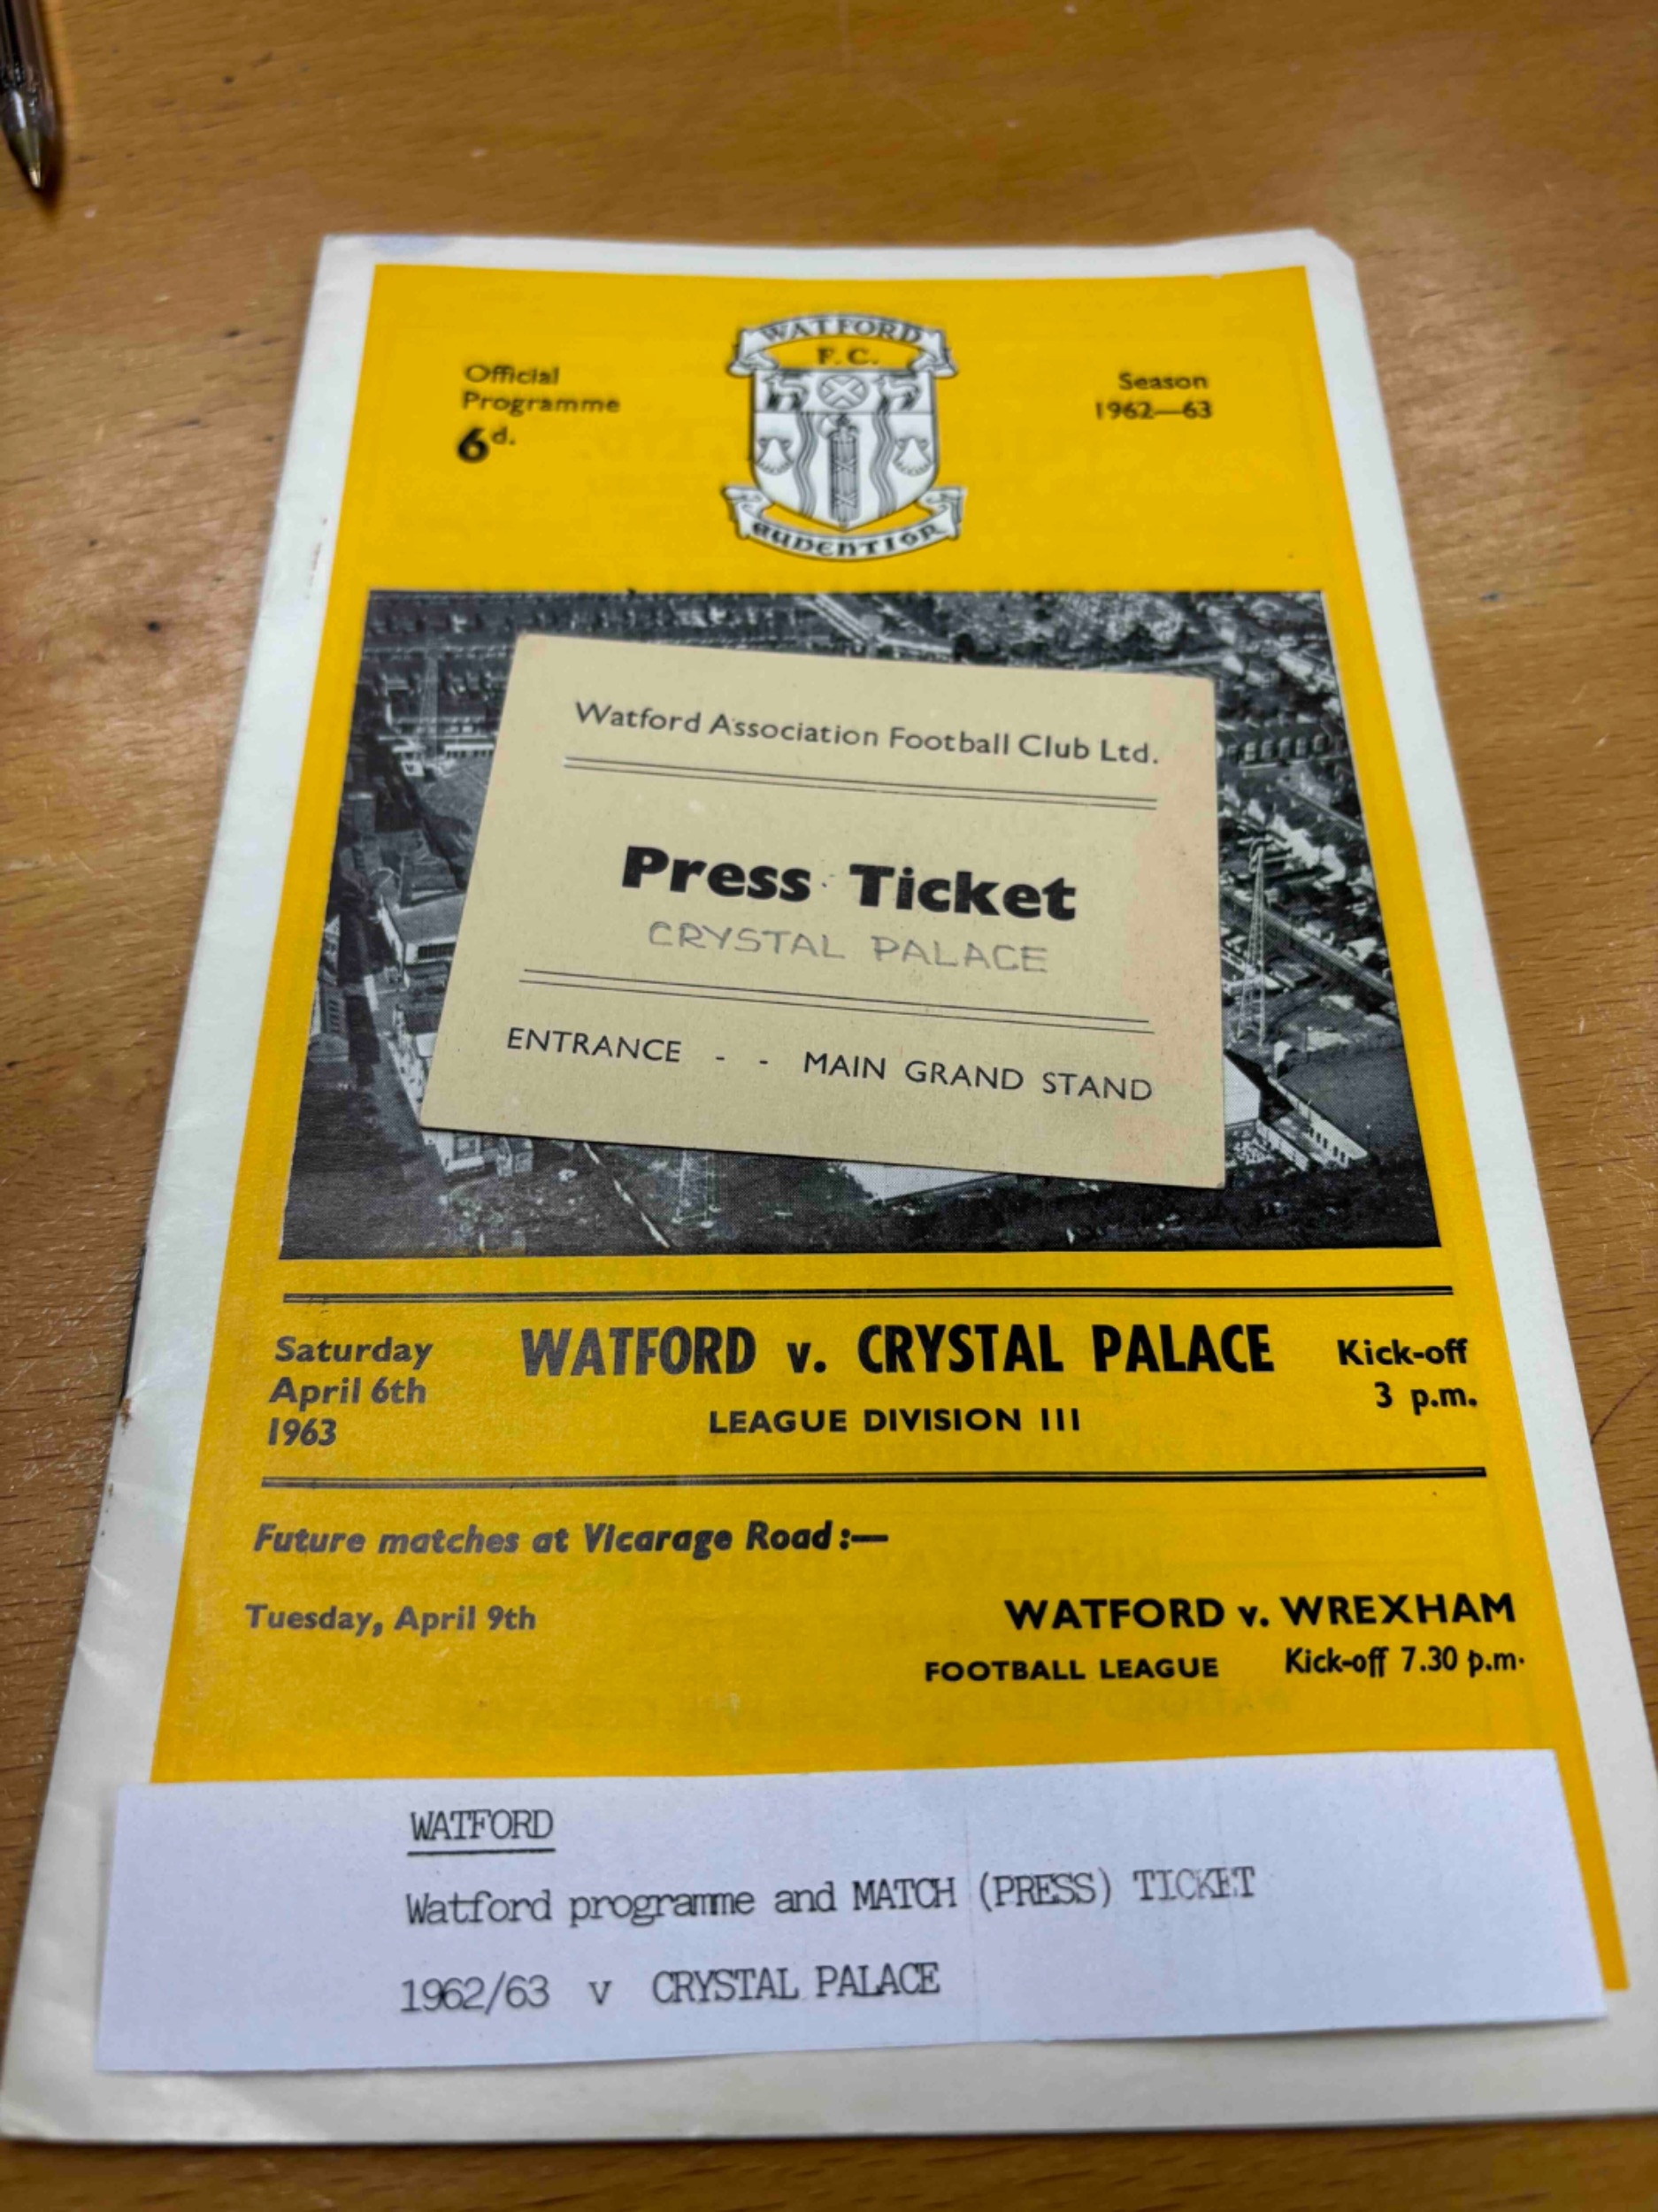 WATFORD
F.C.
AUDENTIOR
Official
Programme
6d.
Season
1962—63
Watford Association Football Club Ltd.
Press Ticket
CRYSTAL PALACE
ENTRANCE - - MAIN GRAND STAND
Saturday
April 6th
1963
WATFORD v. CRYSTAL PALACE
LEAGUE DIVISION III
Kick-off
3 p.m.
Future matches at Vicarage Road :—
Tuesday, April 9th
WATFORD v. WREXHAM
FOOTBALL LEAGUE Kick-off 7.30 p.m.
WATFORD
Watford programme and MATCH (PRESS) TICKET
1962/63 v CRYSTAL PALACE